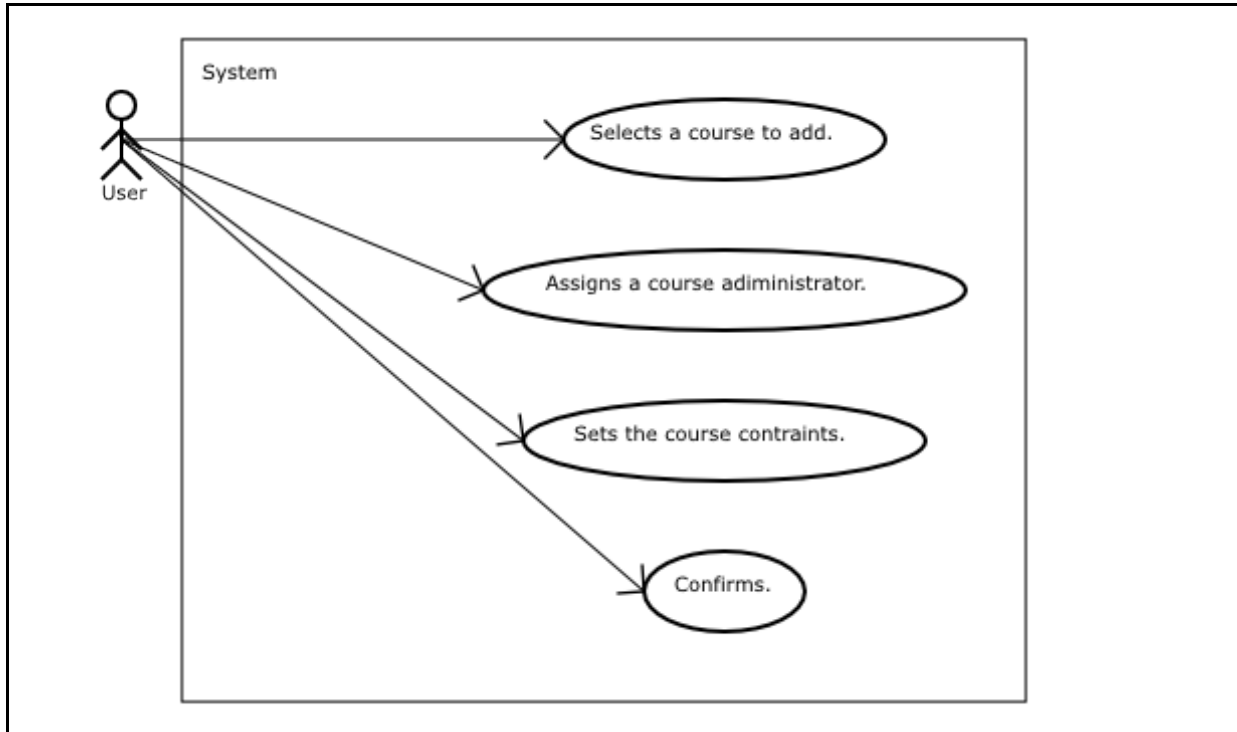 System
Selects a course to add.
User
Assigns a course adiministrator.
Sets the course contraints.
Confirms.